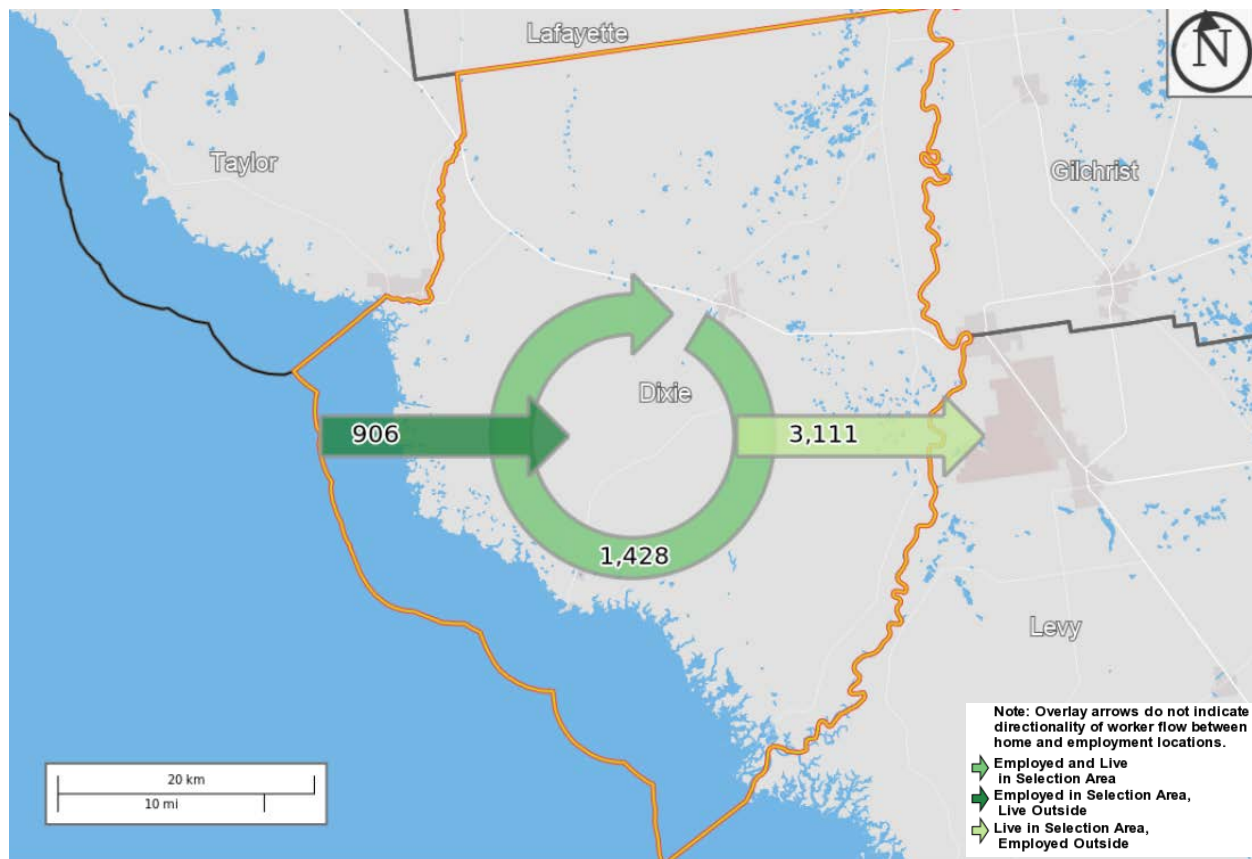 Lafayette
N
Taylor
Gilchrist
Dixie
906
3,111
1,428
Levy
20 km
10 mi
Note: Overlay arrows do not indicate
directionality of worker flow between
home and employment locations.
Employed and Live
in Selection Area
Employed in Selection Area,
Live Outside
Live in Selection Area,
Employed Outside